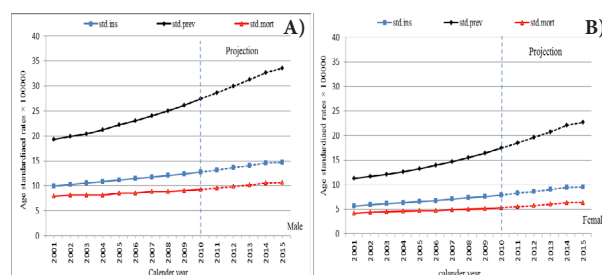 std.ins std.prev std.mort
A)
Projection
Age standardised rates × 100000
40
35
30
25
20
15
10
5
0
2001 2002 2003 2004 2005 2006 2007 2008 2009 2010 2011 2012 2013 2014 2015
Male
Calender year
std.ins std.prev std.mort
B)
Projection
Age standardised rates × 100000
40
35
30
25
20
15
10
5
0
2001 2002 2003 2004 2005 2006 2007 2008 2009 2010 2011 2012 2013 2014 2015
Femal
calender year